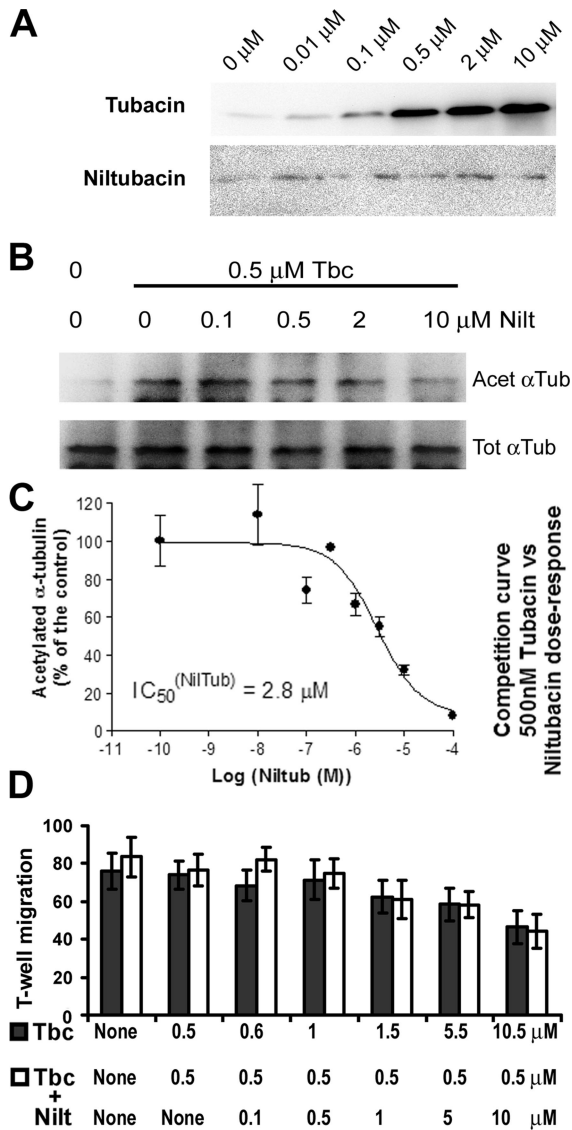 A
0 μM 0.01 μM 0.1 μM 0.5 μM 2 μM 10 μM
Tubacin
Niltubacin
B
0 0.5 μM Tbc
0 0 0.1 0.5 2 10 μM Nilt
Acet αTub
Tot αTub
C
Acetylated α-tubulin
(% of the control)
120
100
80
60
40
20
0
IC50(NilTub) = 2.8 μM
-11 -10 -9 -8 -7 -6 -5 -4
Log (Niltub (M))
Competition curve
500nM Tubacin vs
Niltubacin dose-response
D
T-well migration
100
80
60
40
20
0
Tbc None 0.5 0.6 1 1.5 5.5 10.5 μM
Tbc None 0.5 0.5 0.5 0.5 0.5 0.5 μM
+
Nilt None None 0.1 0.5 1 5 10 μM